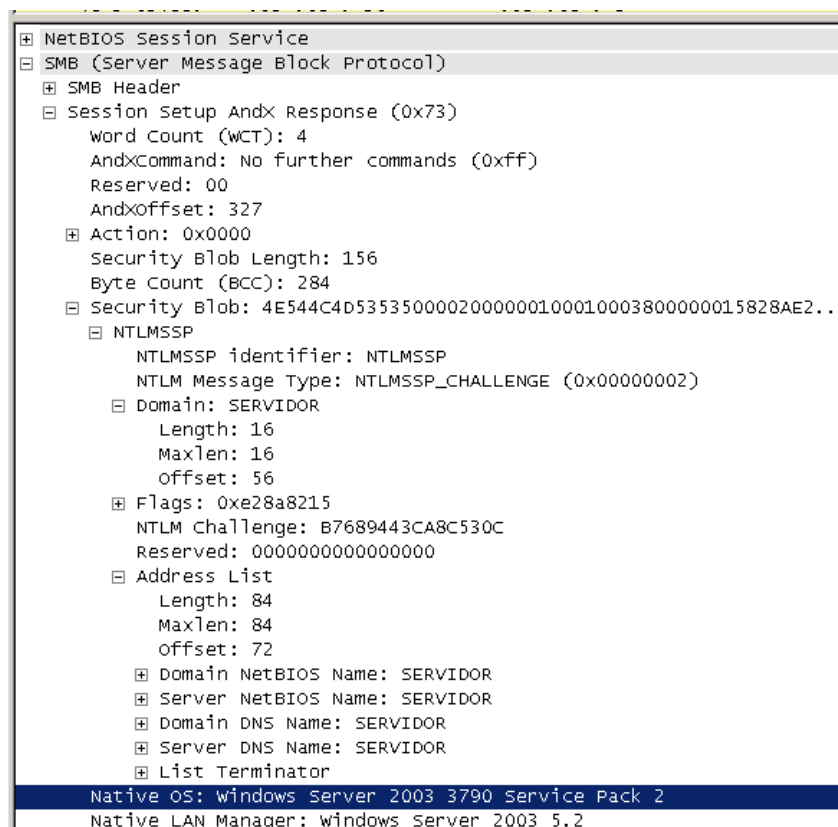 NetBIOS Session Service
SMB (Server Message Block Protocol)
SMB Header
Session Setup AndX Response (0x73)
Word Count (WCT): 4
AndXCommand: No further commands (0xff)
Reserved: 00
AndXOffset: 327
Action: 0x0000
Security Blob Length: 156
Byte Count (BCC): 284
Security Blob: 4E544C4D5353500002000000100010003800000015828AE2..
NTLMSSP
NTLMSSP identifier: NTLMSSP
NTLM Message Type: NTLMSSP_CHALLENGE (0x00000002)
Domain: SERVIDOR
Length: 16
Maxlen: 16
Offset: 56
Flags: 0xe28a8215
NTLM Challenge: B7689443CA8C530C
Reserved: 0000000000000000
Address List
Length: 84
Maxlen: 84
Offset: 72
Domain NetBIOS Name: SERVIDOR
Server NetBIOS Name: SERVIDOR
Domain DNS Name: SERVIDOR
Server DNS Name: SERVIDOR
List Terminator
Native OS: Windows Server 2003 3790 Service Pack 2
Native LAN Manager: Windows Server 2003 5.2